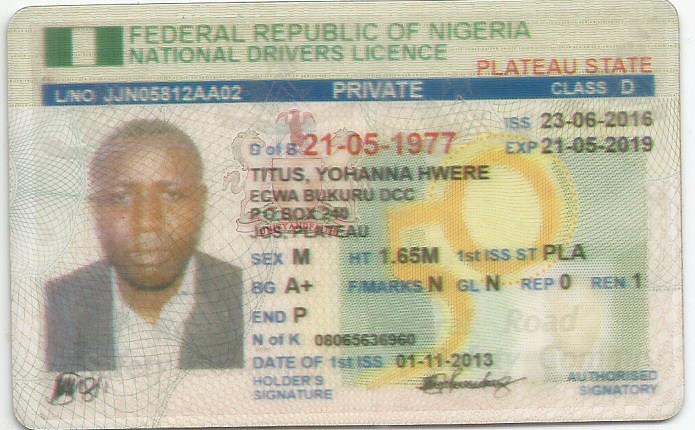 FEDERAL REPUBLIC OF NIGERIA
NATIONAL DRIVERS LICENCE
PLATEAU STATE
L/NO JJN05812AA02 PRIVATE CLASS D
ISS 23-06-2016
D of B 21-05-1977 EXP 21-05-2019
TITUS, YOHANNA HWERE
ECWA BUKURU DCC
P O BOX 240
JOS, PLATEAU
SEX M HT 1.65M 1st ISS ST PLA
BG A+ F/MARKS N GL N REP 0 REN 1
END P
N of K 08065636960
DATE OF 1st ISS 01-11-2013
HOLDER'S
SIGNATURE
AUTHORISED
SIGNATORY